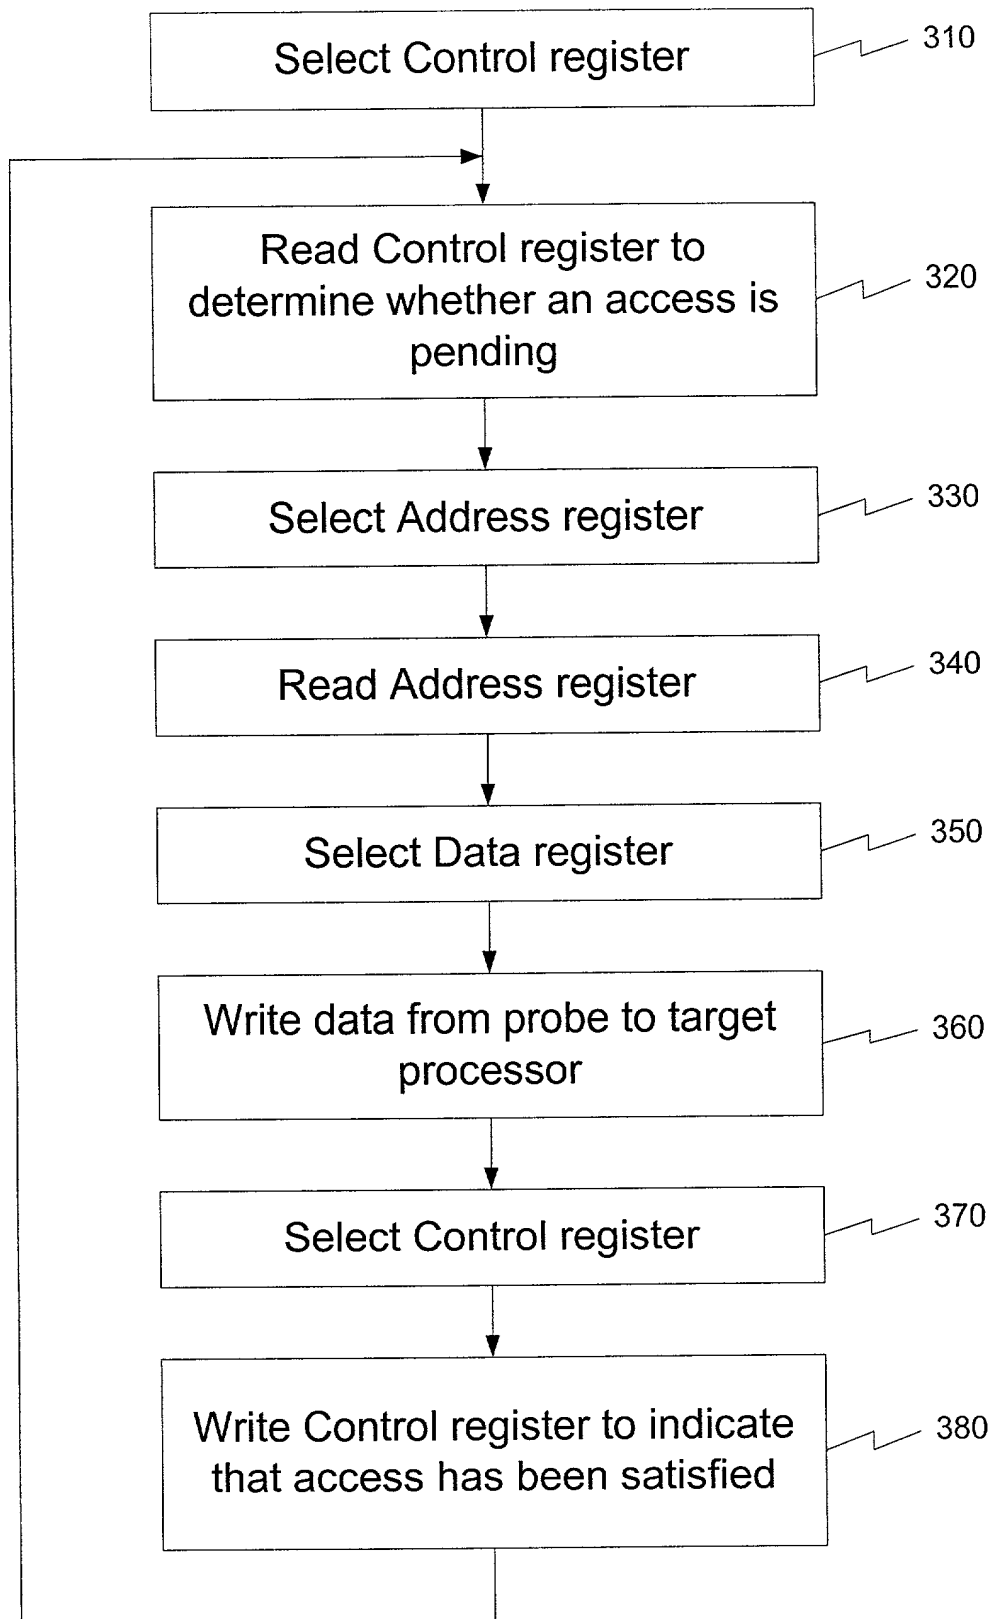 Select Control register
310
Read Control register to
determine whether an access is
pending
320
Select Address register
330
Read Address register
340
Select Data register
350
Write data from probe to target
processor
360
Select Control register
370
Write Control register to indicate
that access has been satisfied
380